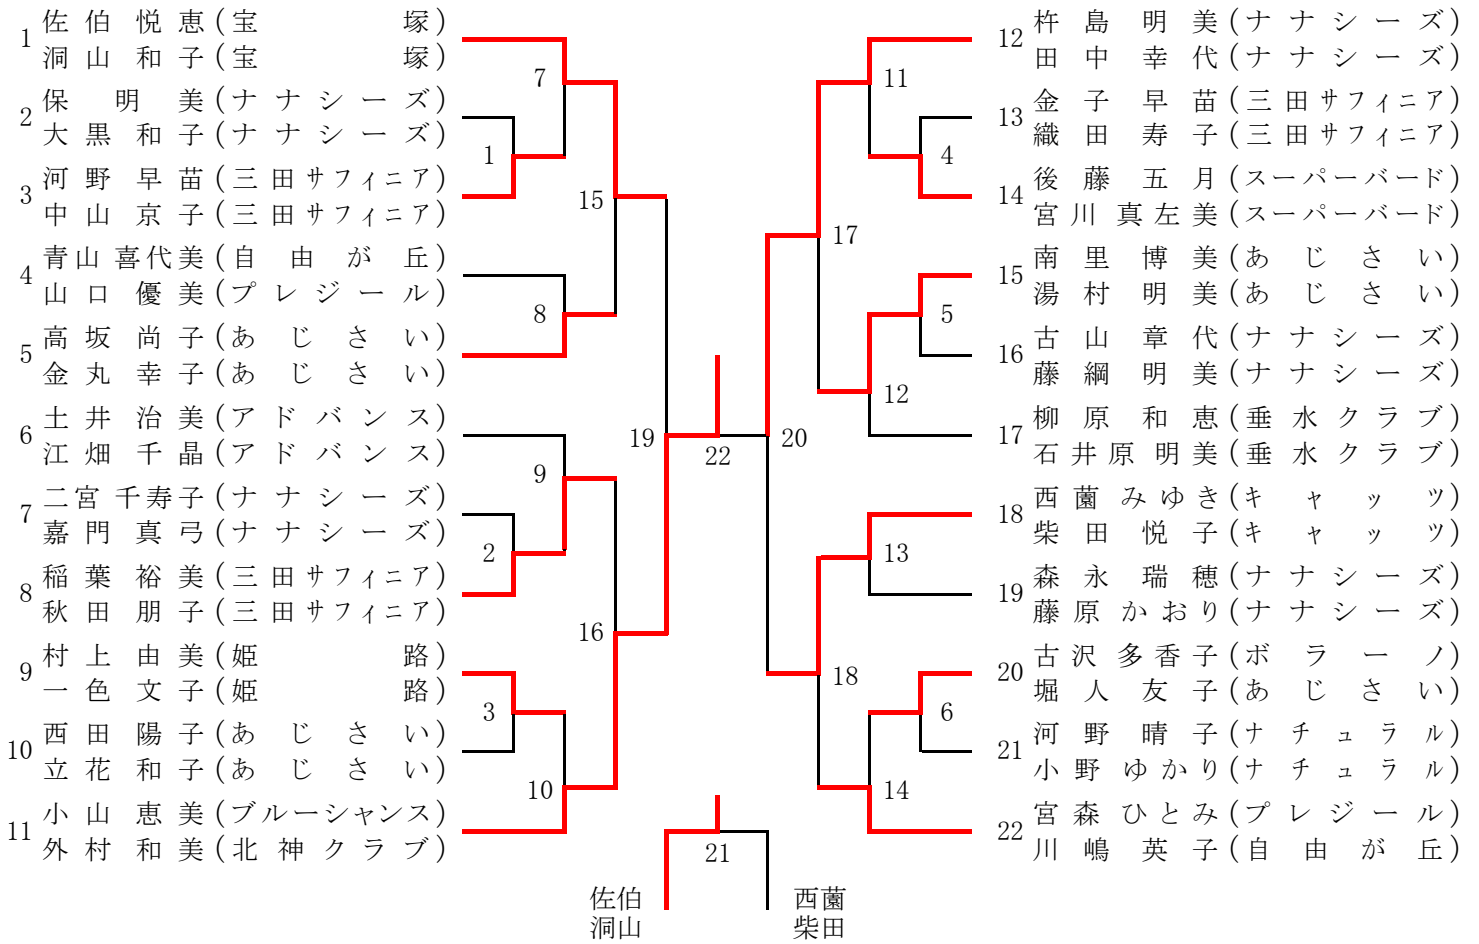 1 佐伯悦恵(宝塚)
洞山和子(宝塚)
2 保明美(ナナシーズ)
大黒和子(ナナシーズ)
3 河野早苗(三田サフィニア)
中山京子(三田サフィニア)
4 青山喜代美(自由が丘)
山口優美(プレジール)
5 高坂尚子(あじさい)
金丸幸子(あじさい)
6 土井治美(アドバンス)
江畑千晶(アドバンス)
7 二宮千寿子(ナナシーズ)
嘉門真弓(ナナシーズ)
8 稲葉裕美(三田サフィニア)
秋田朋子(三田サフィニア)
9 村上由美(姫路)
一色文子(姫路)
10 西田陽子(あじさい)
立花和子(あじさい)
11 小山恵美(ブルーシャンス)
外村和美(北神クラブ)
7
1
15
8
19
9
2
16
3
10
22
21
佐伯
洞山
西薗
柴田
11
4
17
5
12
20
13
18
6
14
12 杵島明美(ナナシーズ)
田中幸代(ナナシーズ)
13 金子早苗(三田サフィニア)
織田寿子(三田サフィニア)
14 後藤五月(スーパーバード)
宮川真左美(スーパーバード)
15 南里博美(あじさい)
湯村明美(あじさい)
16 古山章代(ナナシーズ)
藤綱明美(ナナシーズ)
17 柳原和恵(垂水クラブ)
石井原明美(垂水クラブ)
18 西薗みゆき(キャッツ)
柴田悦子(キャッツ)
19 森永瑞穂(ナナシーズ)
藤原かおり(ナナシーズ)
20 古沢多香子(ボラーノ)
堀人友子(あじさい)
21 河野晴子(ナチュラル)
小野ゆかり(ナチュラル)
22 宮森ひとみ(プレジール)
川嶋英子(自由が丘)